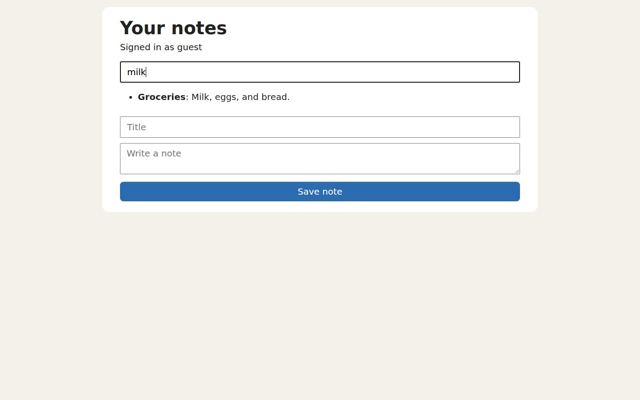 Your notes
Signed in as guest
milk
Groceries: Milk, eggs, and bread.
Title
Write a note
Save note